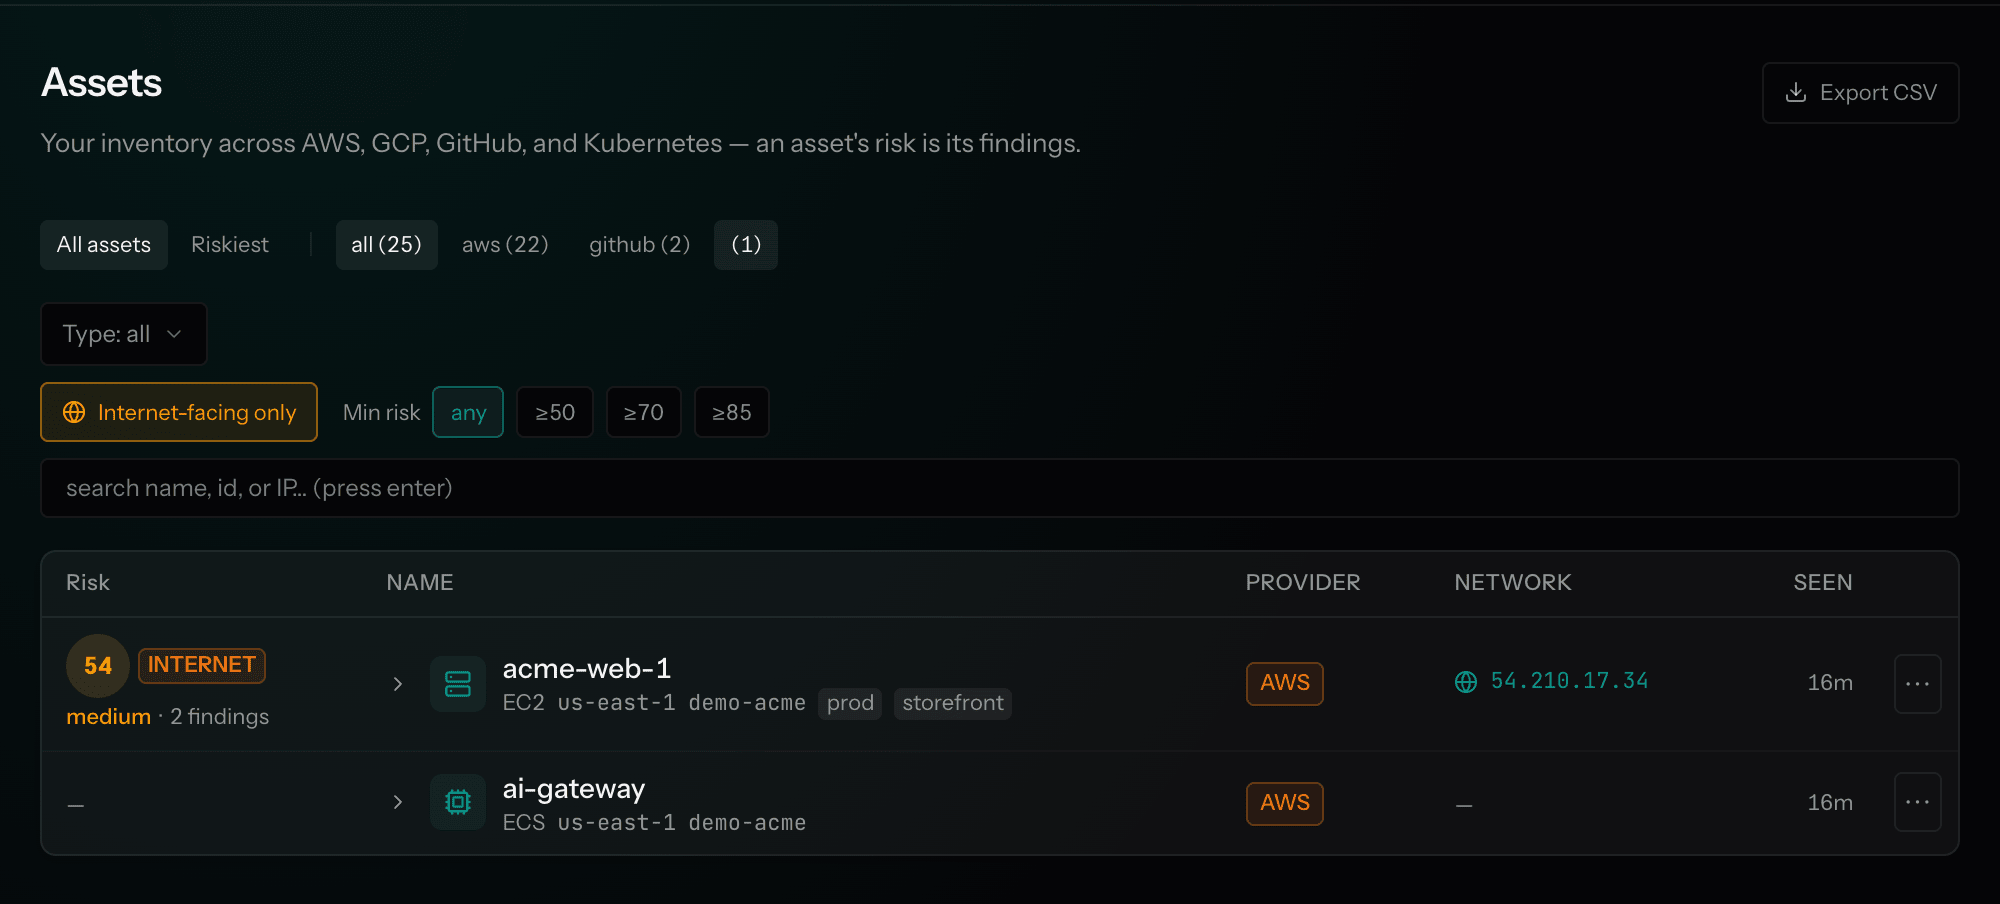 Assets
Export CSV
Your inventory across AWS, GCP, GitHub, and Kubernetes — an asset's risk is its findings.
All assets Riskiest all (25) aws (22) github (2) (1)
Type: all
Internet-facing only Min risk any ≥50 ≥70 ≥85
search name, id, or IP... (press enter)
Risk NAME PROVIDER NETWORK SEEN
54 INTERNET
medium · 2 findings
acme-web-1
EC2 us-east-1 demo-acme prod storefront
AWS 54.210.17.34 16m ...
—
ai-gateway
ECS us-east-1 demo-acme
AWS — 16m ...